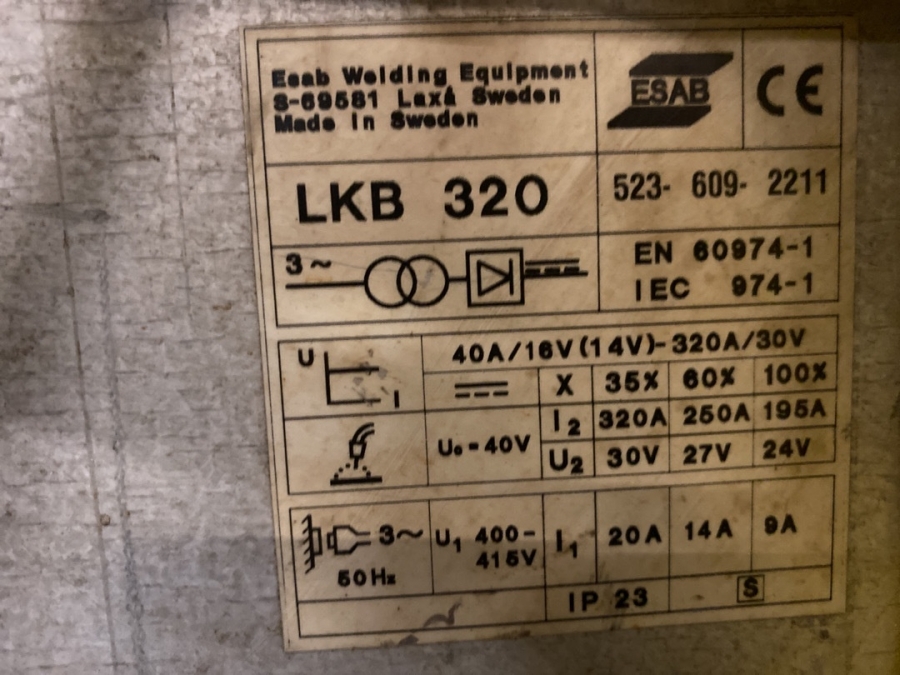 Esab Welding Equipment
S-69581 Laxå Sweden
Made in Sweden
ESAB
CE
LKB 320
523- 609- 2211
3~
EN 60974-1
IEC 974-1
U
I
40A/16V(14V)-320A/30V
X 35% 60% 100%
I2 320A 250A 195A
U0=40V
U2 30V 27V 24V
3~
50Hz
U1 400-
415V
I1 20A 14A 9A
IP 23
S